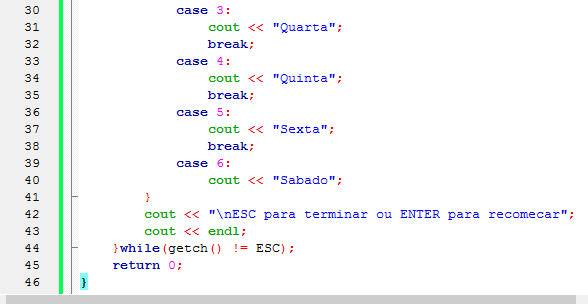 30 case 3:
31 cout << "Quarta";
32 break;
33 case 4:
34 cout << "Quinta";
35 break;
36 case 5:
37 cout << "Sexta";
38 break;
39 case 6:
40 cout << "Sabado";
41 }
42 cout << "\nESC para terminar ou ENTER para recomecar";
43 cout << endl;
44 }while(getch() != ESC);
45 return 0;
46 }